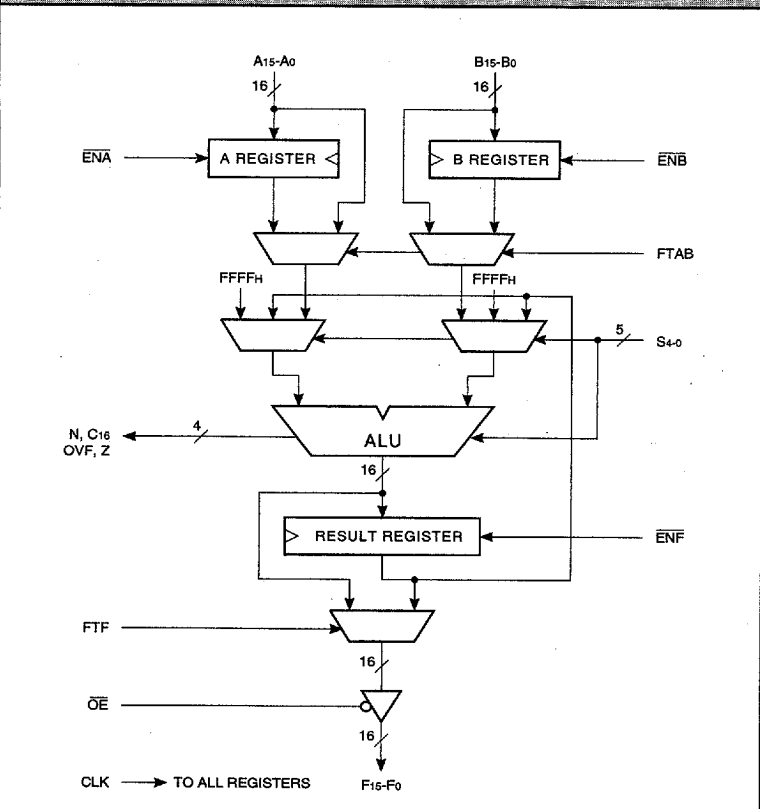 A15-A0 B15-B0
16 16
ENA A REGISTER B REGISTER ENB
FTAB
FFFFH FFFFH
5 S4-0
N, C16 4 ALU
OVF, Z
16
RESULT REGISTER ENF
FTF
16
OE
16
CLK TO ALL REGISTERS F15-F0